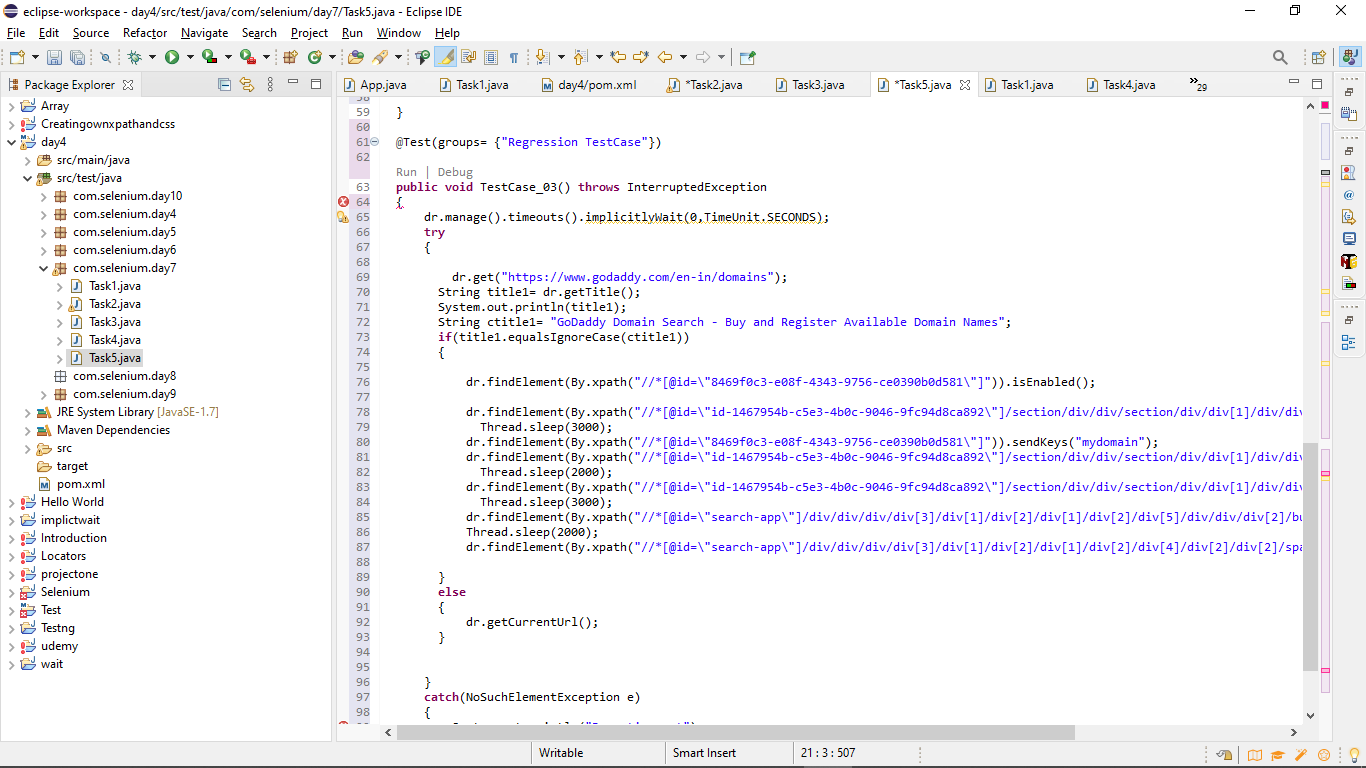 eclipse-workspace - day4/src/test/java/com/selenium/day7/Task5.java - Eclipse IDE
File Edit Source Refactor Navigate Search Project Run Window Help
Package Explorer
App.java Task1.java day4/pom.xml *Task2.java Task3.java *Task5.java Task1.java Task4.java »29
Array
Creatingownxpathandcss
day4
src/main/java
src/test/java
com.selenium.day10
com.selenium.day4
com.selenium.day5
com.selenium.day6
com.selenium.day7
Task1.java
Task2.java
Task3.java
Task4.java
Task5.java
com.selenium.day8
com.selenium.day9
JRE System Library [JavaSE-1.7]
Maven Dependencies
src
target
pom.xml
Hello World
implictwait
Introduction
Locators
projectone
Selenium
Test
Testng
udemy
wait
58
59 }
60
61 @Test(groups= {"Regression TestCase"})
62
Run | Debug
63 public void TestCase_03() throws InterruptedException
64 {
65 dr.manage().timeouts().implicitlyWait(0,TimeUnit.SECONDS);
66 try
67 {
68
69 dr.get("https://www.godaddy.com/en-in/domains");
70 String title1= dr.getTitle();
71 System.out.println(title1);
72 String ctitle1= "GoDaddy Domain Search - Buy and Register Available Domain Names";
73 if(title1.equalsIgnoreCase(ctitle1))
74 {
75
76 dr.findElement(By.xpath("//*[@id=\"8469f0c3-e08f-4343-9756-ce0390b0d581\"]")).isEnabled();
77
78 dr.findElement(By.xpath("//*[@id=\"id-1467954b-c5e3-4b0c-9046-9fc94d8ca892\"]/section/div/div/section/div/div[1]/div/div
79 Thread.sleep(3000);
80 dr.findElement(By.xpath("//*[@id=\"8469f0c3-e08f-4343-9756-ce0390b0d581\"]")).sendKeys("mydomain");
81 dr.findElement(By.xpath("//*[@id=\"id-1467954b-c5e3-4b0c-9046-9fc94d8ca892\"]/section/div/div/section/div/div[1]/div/div
82 Thread.sleep(2000);
83 dr.findElement(By.xpath("//*[@id=\"id-1467954b-c5e3-4b0c-9046-9fc94d8ca892\"]/section/div/div/section/div/div[1]/div/div
84 Thread.sleep(3000);
85 dr.findElement(By.xpath("//*[@id=\"search-app\"]/div/div/div/div[3]/div[1]/div[2]/div[1]/div[2]/div[5]/div/div/div[2]/bu
86 Thread.sleep(2000);
87 dr.findElement(By.xpath("//*[@id=\"search-app\"]/div/div/div/div[3]/div[1]/div[2]/div[1]/div[2]/div[4]/div[2]/div[2]/spa
88
89 }
90 else
91 {
92 dr.getCurrentUrl();
93 }
94
95
96 }
97 catch(NoSuchElementException e)
98 {
Writable Smart Insert 21 : 3 : 507